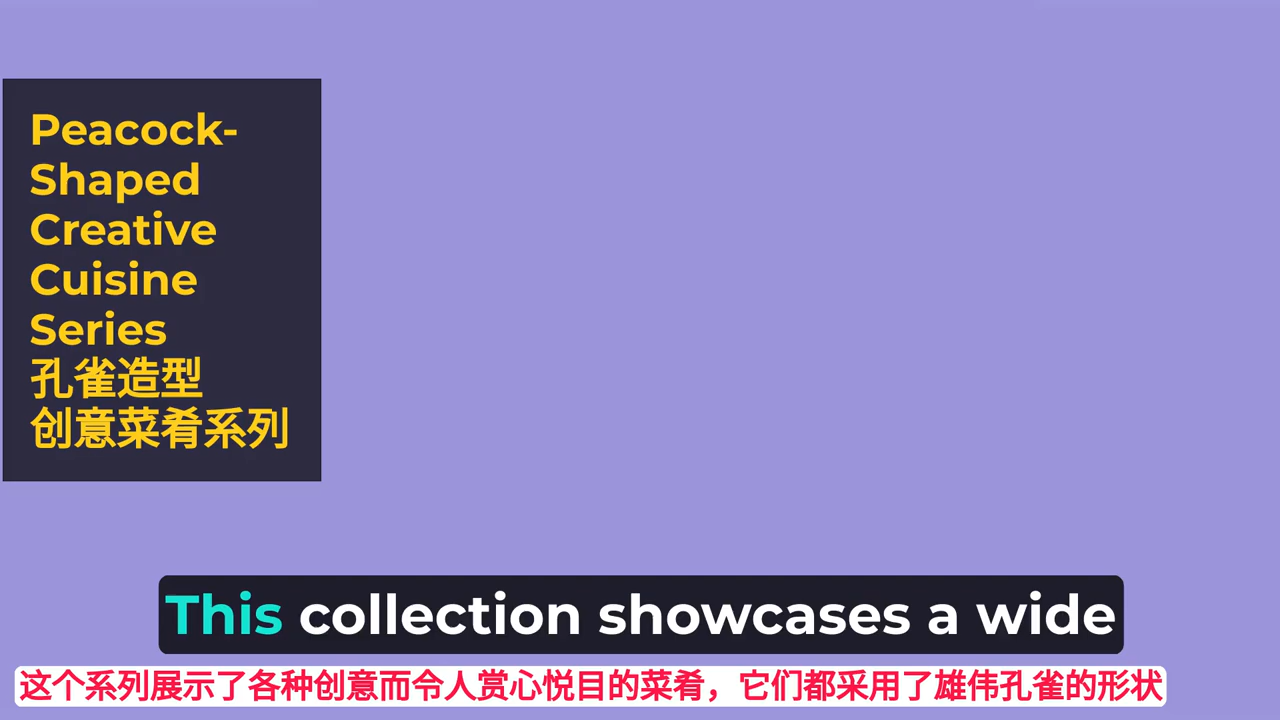 Peacock-
Shaped
Creative
Cuisine
Series
孔雀造型
创意菜肴系列
This collection showcases a wide
这个系列展示了各种创意而令人赏心悦目的菜肴，它们都采用了雄伟孔雀的形状